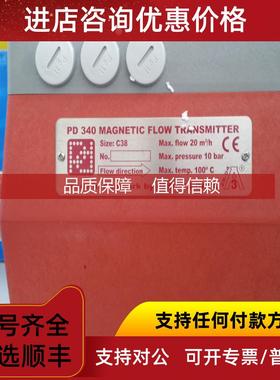 进店咨询优惠价
PD 340 MAGNETIC FLOW TRANSMITTER
Size: C38
Max. flow 20 m³/h
No.
Max. pressure 10 bar
Flow direction
Max. temp. 100° C
3
品质保障 值得信赖
号齐全
支持任何付款方
选顺丰
支持对公 可开专票